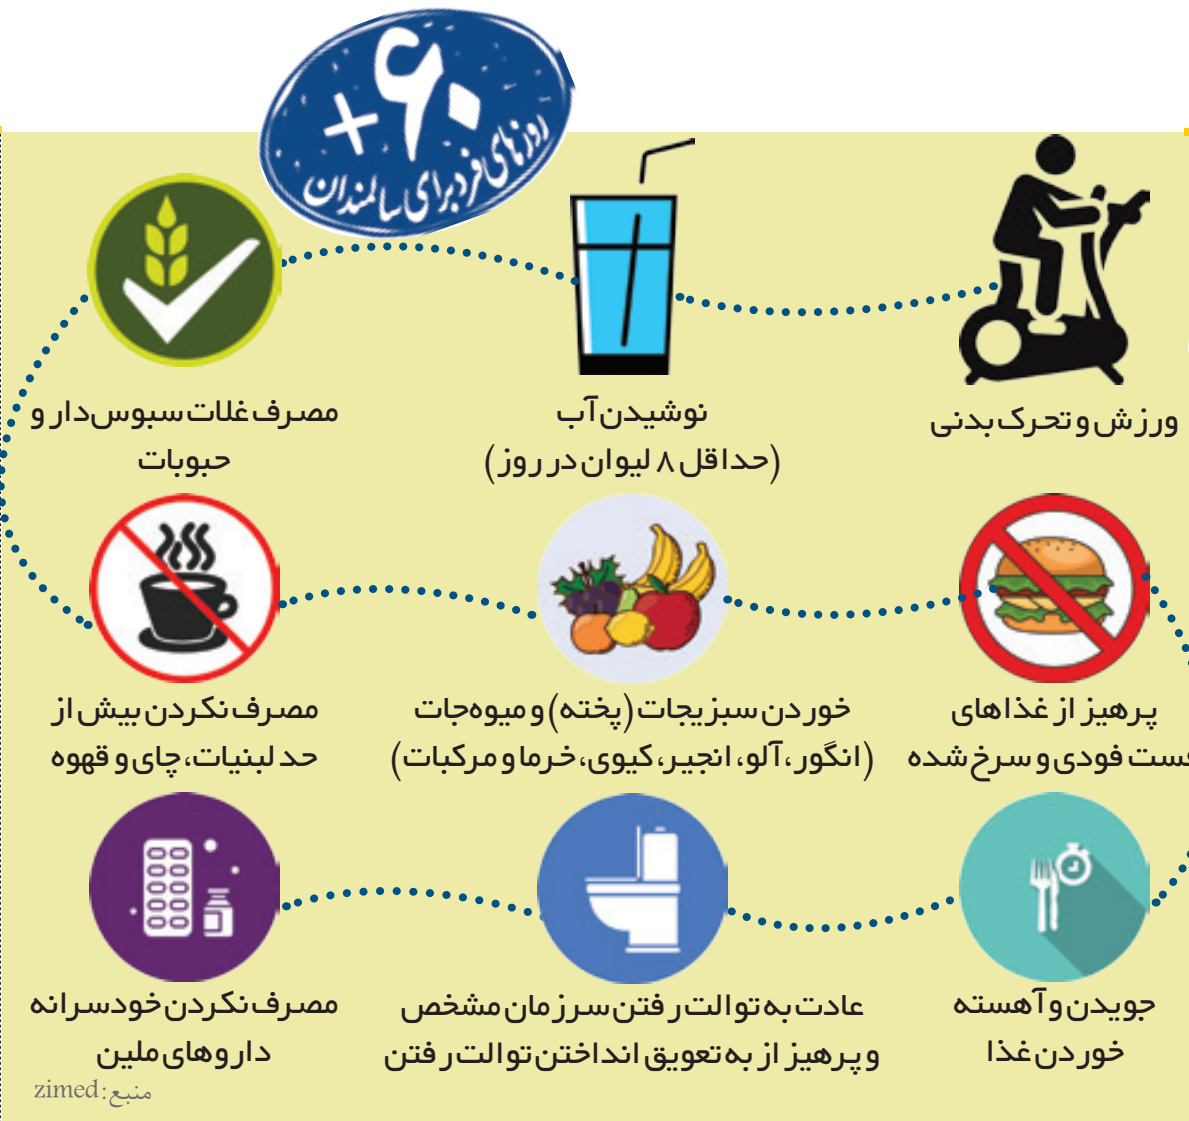 +۶۰
روزهای فرد برای سالمندان
ورزش و تحرک بدنی
نوشیدن آب
(حداقل ۸ لیوان در روز)
مصرف غلات سبوس‌دار و
حبوبات
پرهیز از غذاهای
فست فودی و سرخ شده
خوردن سبزیجات (پخته) و میوه‌جات
(انگور، آلو، انجیر، کیوی، خرما و مرکبات)
مصرف نکردن بیش از
حد لبنیات، چای و قهوه
جویدن و آهسته
خوردن غذا
عادت به توالت رفتن سر زمان مشخص
و پرهیز از به تعویق انداختن توالت رفتن
مصرف نکردن خودسرانه
داروهای ملین
منبع: zimed